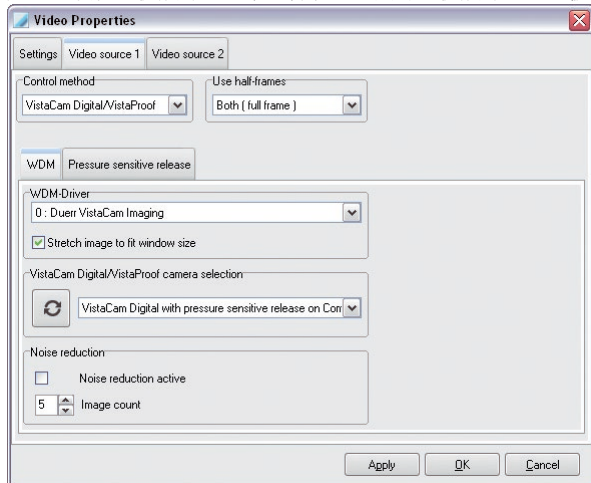 Video Properties
Settings Video source 1 Video source 2
Control method Use half-frames
VistaCam Digital/VistaProof Both ( full frame )
WDM Pressure sensitive release
WDM-Driver
0 : Duerr VistaCam Imaging
Stretch image to fit window size
VistaCam Digital/VistaProof camera selection
VistaCam Digital with pressure sensitive release on Com
Noise reduction
Noise reduction active
5 Image count
Apply OK Cancel